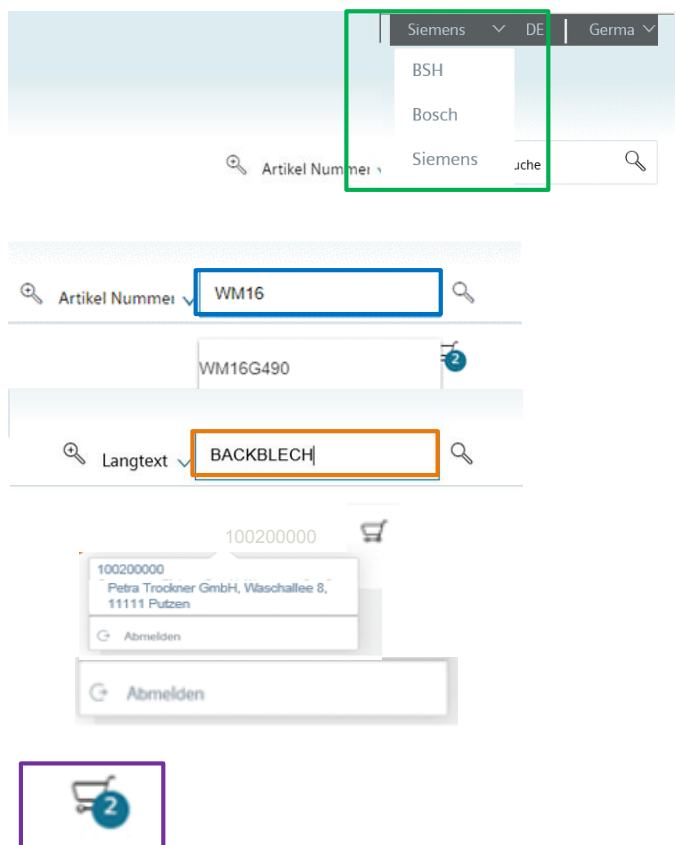 Siemens DE Germa
BSH
Bosch
Siemens
Artikel Nummer
uche
Artikel Nummer WM16
WM16G490
2
Langtext BACKBLECH
100200000
100200000
Petra Trockner GmbH, Waschallee 8,
11111 Putzen
Abmelden
Abmelden
2